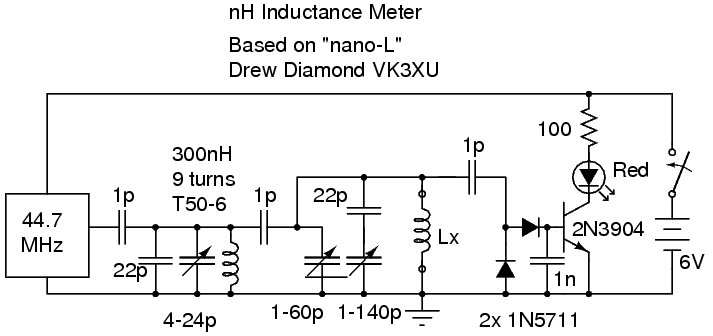 nH Inductance Meter
Based on "nano-L"
Drew Diamond VK3XU
100
Red
300nH
9 turns
T50-6
1p
1p
1p
44.7
MHz
22p
22p
Lx
2N3904
1n
6V
4-24p
1-60p
1-140p
2x 1N5711